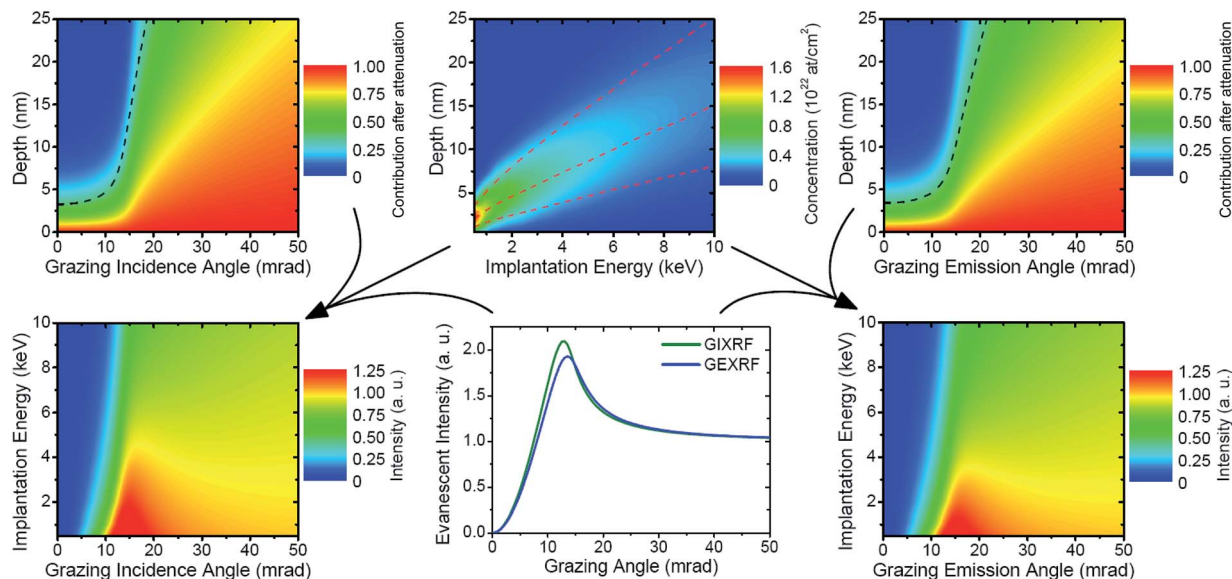 25
20
15
10
5
0
Depth (nm)
0 10 20 30 40 50
Grazing Incidence Angle (mrad)
1.00
0.75
0.50
0.25
0
Contribution after attenuation
25
20
15
10
5
Depth (nm)
2 4 6 8 10
Implantation Energy (keV)
1.6
1.2
0.8
0.4
0
Concentration (10²² at/cm²)
25
20
15
10
5
0
Depth (nm)
0 10 20 30 40 50
Grazing Emission Angle (mrad)
1.00
0.75
0.50
0.25
0
Contribution after attenuation
10
8
6
4
2
Implantation Energy (keV)
0 10 20 30 40 50
Grazing Incidence Angle (mrad)
1.25
1.00
0.75
0.50
0.25
0
Intensity (a. u.)
2.0
1.5
1.0
0.5
0.0
Evanescent Intensity (a. u.)
GIXRF
GEXRF
0 10 20 30 40 50
Grazing Angle (mrad)
10
8
6
4
2
Implantation Energy (keV)
0 10 20 30 40 50
Grazing Emission Angle (mrad)
1.25
1.00
0.75
0.50
0.25
0
Intensity (a. u.)